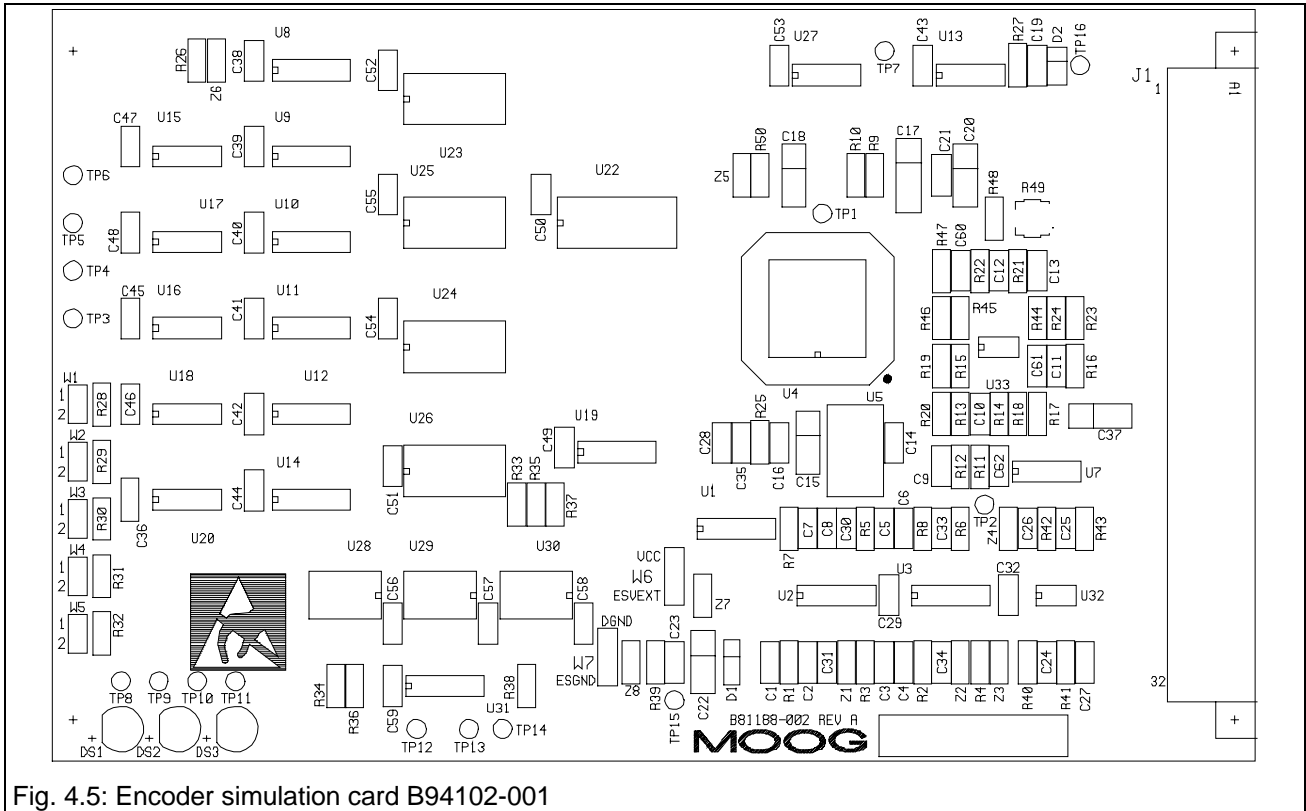 R26
Z6
C38
U8
C52
C53
U27
TP7
C43
U13
R27
C19
D2
TP16
J1
1
A1
C47
U15
C39
U9
U23
U25
U22
C55
C50
Z5
R50
C18
R10
R9
C17
C21
C20
R48
R49
TP6
TP5
TP4
TP3
C48
U17
C40
U10
TP1
R47
C60
R22
C12
R21
C13
C45
U16
C41
U11
C54
U24
R46
R45
R44
R24
R23
R19
R15
C61
C11
R16
U33
W1
1
2
R28
C46
U18
C42
U12
U26
U19
C49
U4
U5
R25
C28
C35
C16
C15
C14
R20
R13
C10
R14
R18
R17
C37
W2
1
2
R29
C36
C44
U14
C51
R33
R35
R37
U1
C9
R12
R11
C62
U7
W3
1
2
R30
U20
TP2
R7
C7
C8
C30
R5
C5
C6
R8
C33
R6
Z4
C26
R42
C25
R43
W4
1
2
R31
U28
U29
U30
C56
C57
C58
VCC
W6
ESVEXT
Z7
U2
C29
U3
C32
U32
W5
1
2
R32
DGND
W7
ESGND
Z8
R39
C23
TP15
C22
D1
C1
R1
C2
C31
Z1
R3
C3
C4
R2
C34
Z2
R4
Z3
R40
C24
R41
C27
32
TP8
TP9
TP10
TP11
R34
R36
C59
U31
R38
TP12
TP13
TP14
DS1
DS2
DS3
B81188-002 REV A
MOOG
Fig. 4.5: Encoder simulation card B94102-001